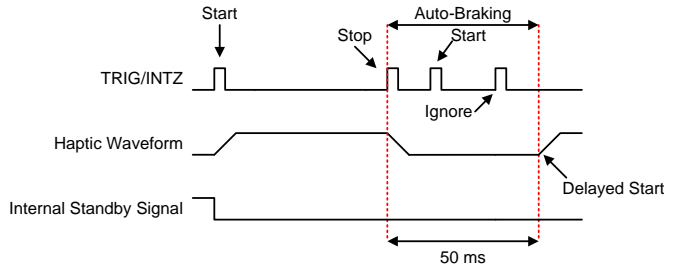 Start
Auto-Braking
Stop
Start
TRIG/INTZ
Ignore
Haptic Waveform
Delayed Start
Internal Standby Signal
50 ms